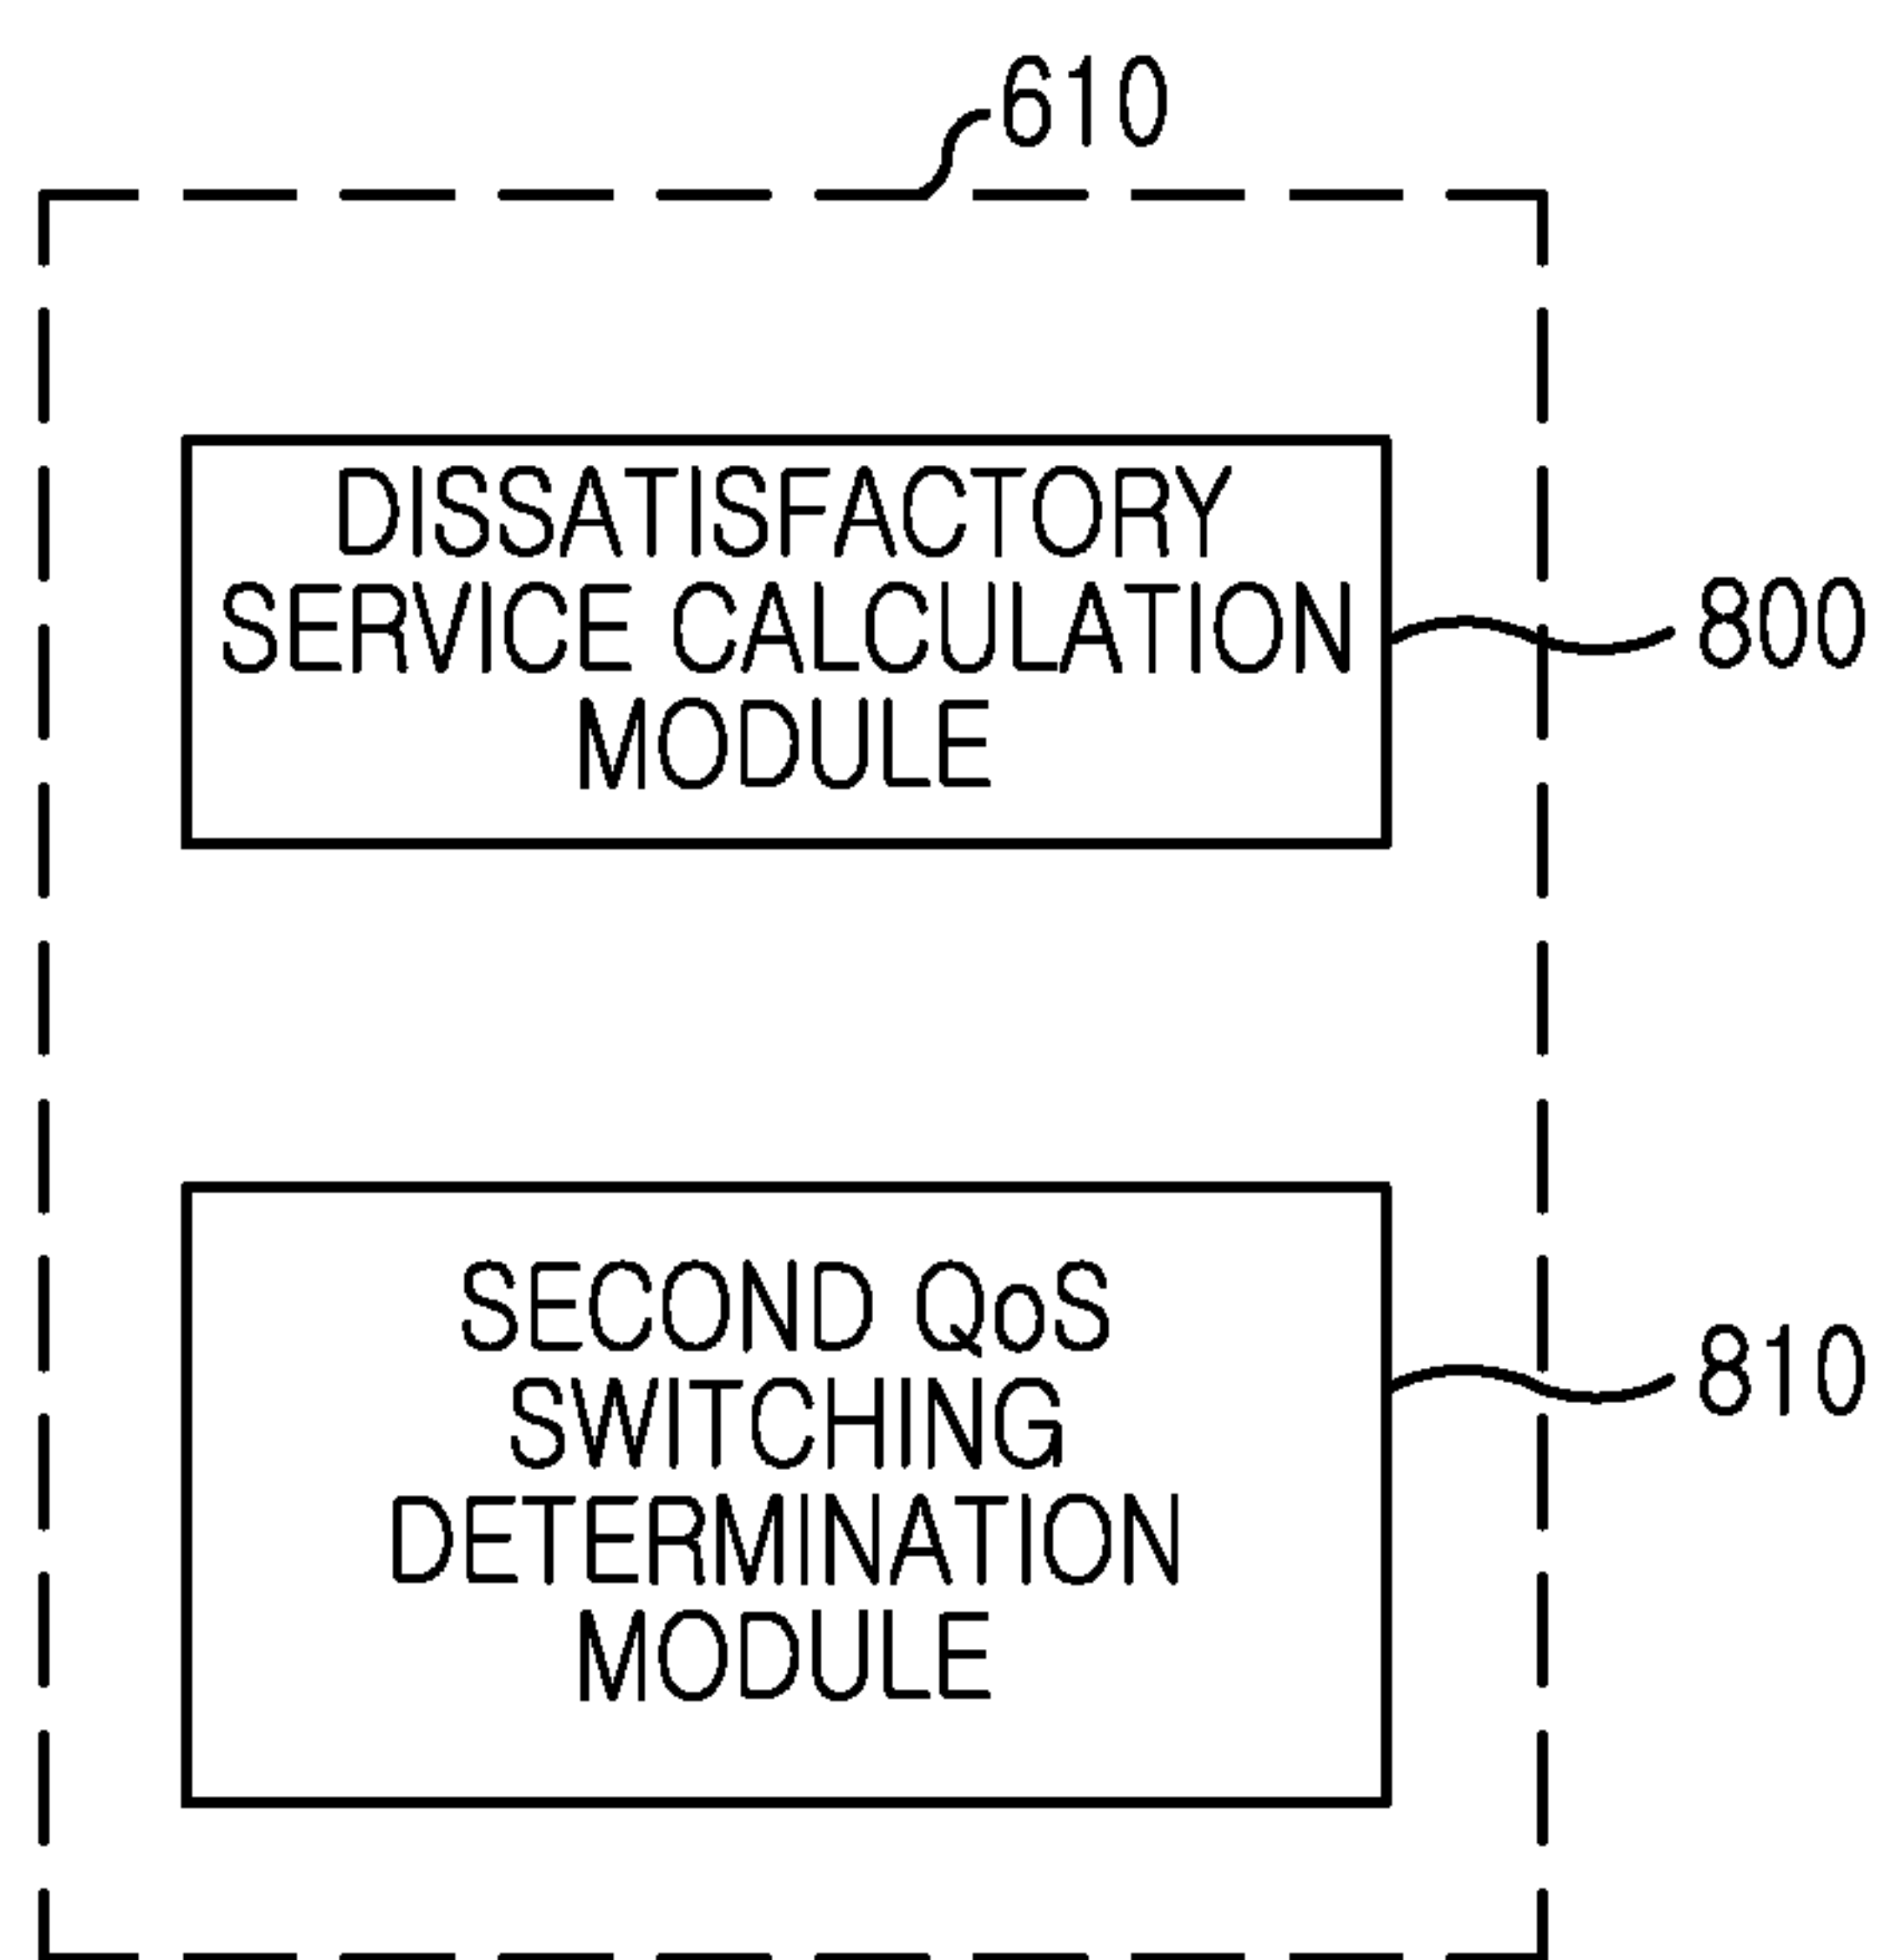 610
DISSATISFACTORY
SERVICE CALCULATION
MODULE
800
SECOND QoS
SWITCHING
DETERMINATION
MODULE
810